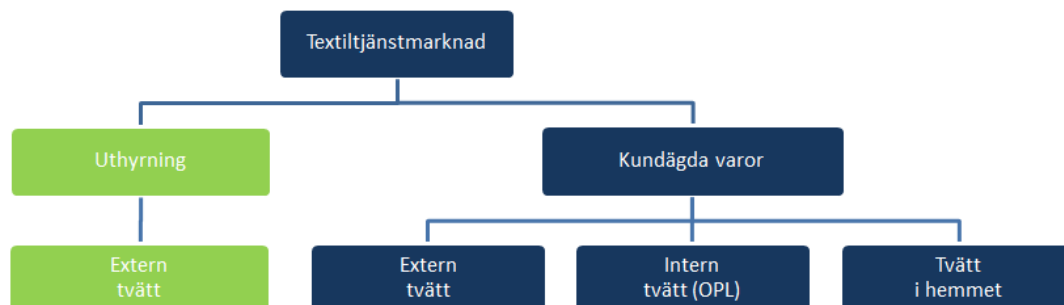 Textiltjänstmarknad
Uthyrning
Kundägda varor
Extern
tvätt
Extern
tvätt
Intern
tvätt (OPL)
Tvätt
i hemmet